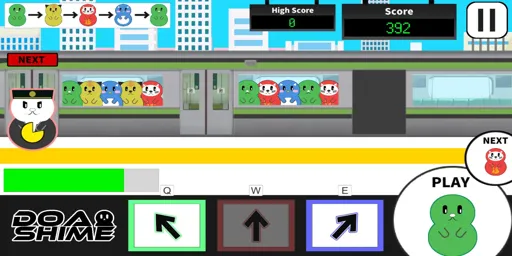 High Score
0
Score
392
NEXT
NEXT
PLAY
Q
W
E
DOA
SHIME